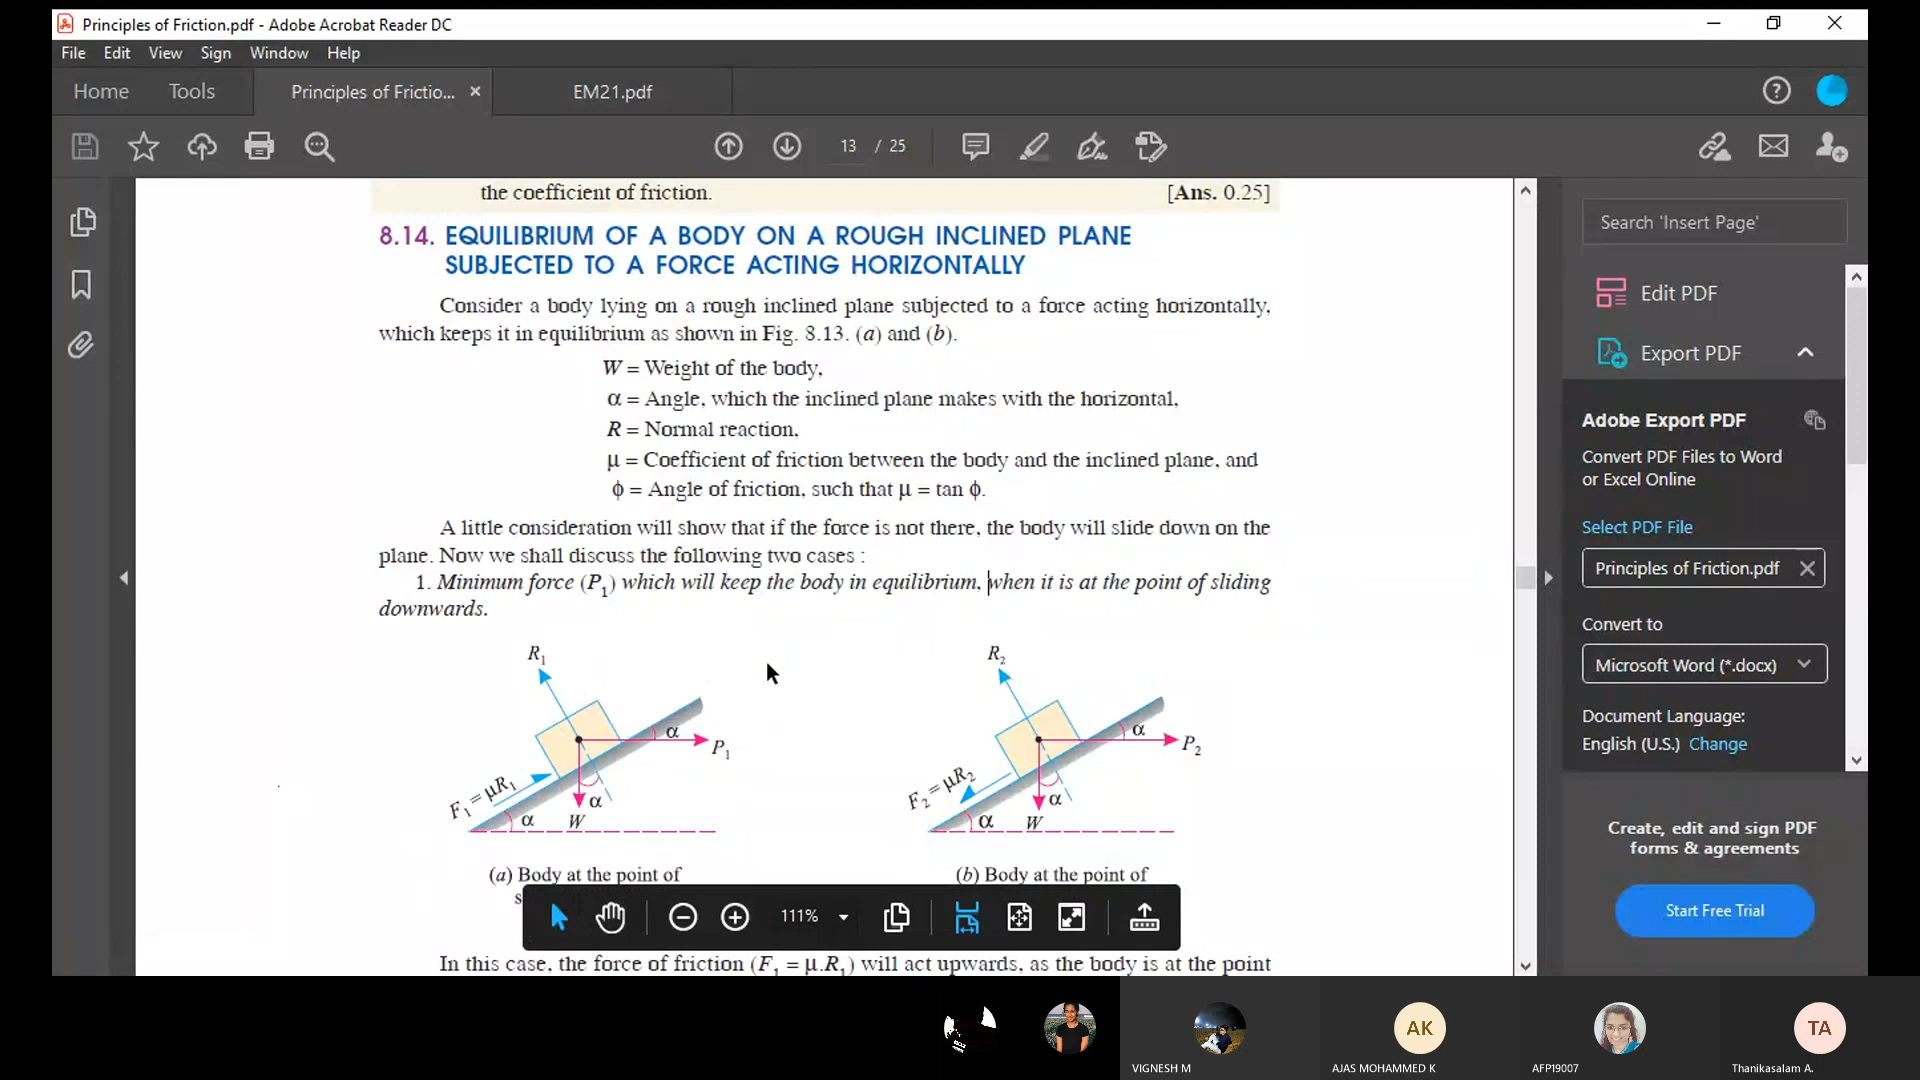 Principles of Friction.pdf - Adobe Acrobat Reader DC
File Edit View Sign Window Help
Home Tools Principles of Frictio... × EM21.pdf
13 / 25
Search 'Insert Page'
the coefficient of friction. [Ans. 0.25]
8.14. EQUILIBRIUM OF A BODY ON A ROUGH INCLINED PLANE
SUBJECTED TO A FORCE ACTING HORIZONTALLY
Consider a body lying on a rough inclined plane subjected to a force acting horizontally,
which keeps it in equilibrium as shown in Fig. 8.13. (a) and (b).
W = Weight of the body,
α = Angle, which the inclined plane makes with the horizontal,
R = Normal reaction,
μ = Coefficient of friction between the body and the inclined plane, and
ϕ = Angle of friction, such that μ = tan ϕ.
A little consideration will show that if the force is not there, the body will slide down on the
plane. Now we shall discuss the following two cases :
1. Minimum force (P₁) which will keep the body in equilibrium, when it is at the point of sliding
downwards.
R₁
α
P₁
F₁ = μR₁
α
α
W
R₂
α
P₂
F₂ = μR₂
α
α
W
(a) Body at the point of
s
(b) Body at the point of
111%
In this case, the force of friction (F₁ = μ.R₁) will act upwards, as the body is at the point
Edit PDF
Export PDF
Adobe Export PDF
Convert PDF Files to Word
or Excel Online
Select PDF File
Principles of Friction.pdf
Convert to
Microsoft Word (*.docx)
Document Language:
English (U.S.) Change
Create, edit and sign PDF
forms & agreements
Start Free Trial
AK
TA
VIGNESH M
AJAS MOHAMMED K
AFP19007
Thanikasalam A.